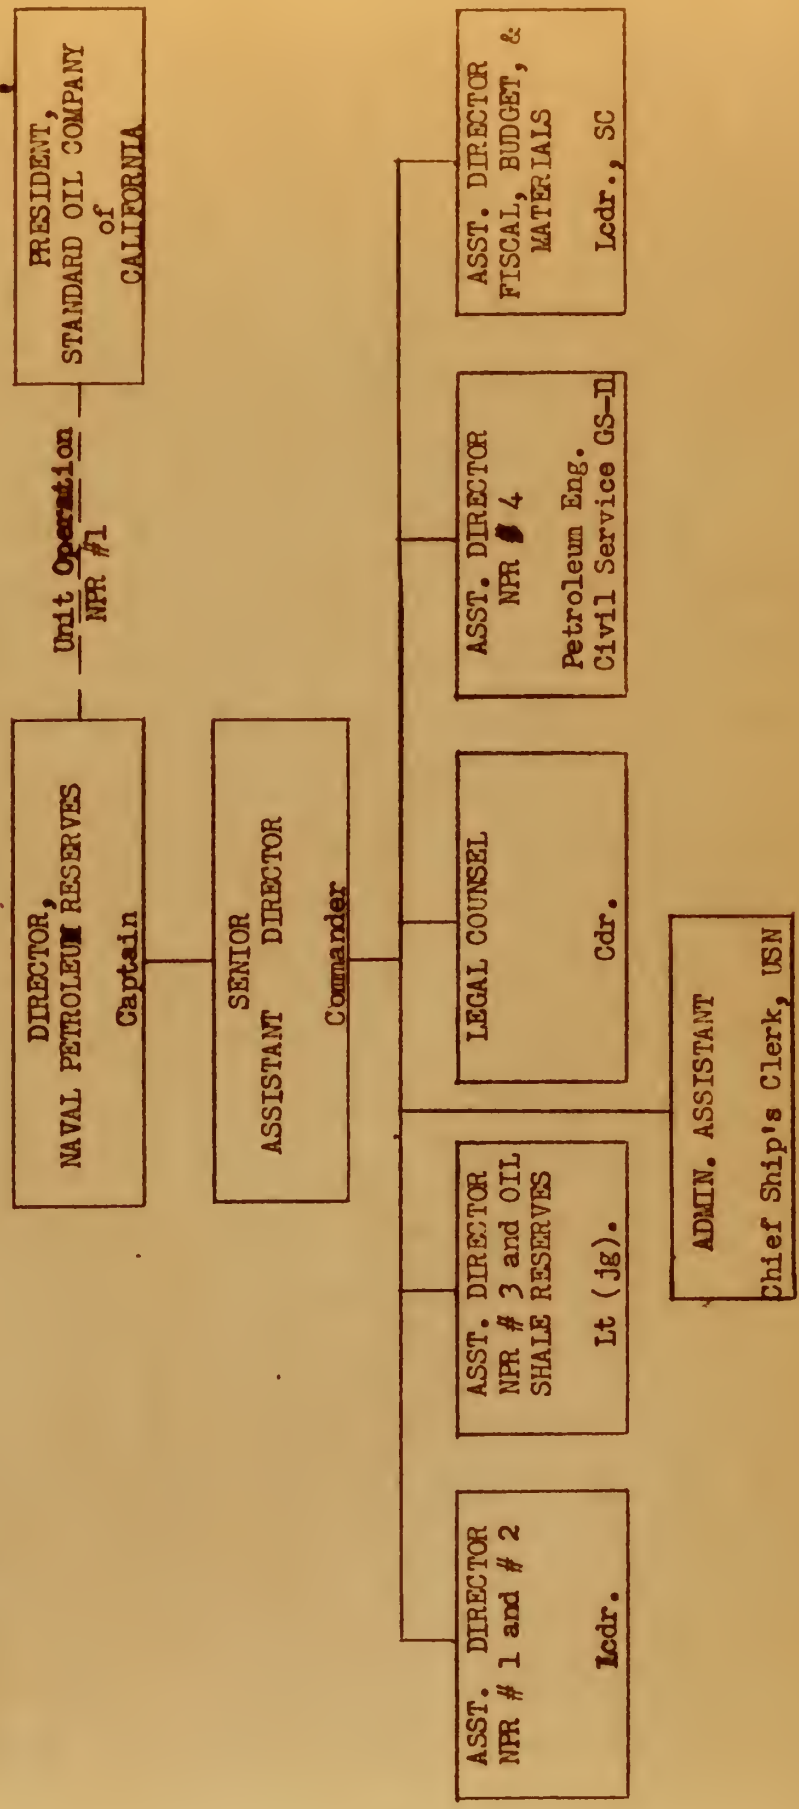 DIRECTOR,
NAVAL PETROLEUM RESERVES
Captain
Unit Operation
NPR #1
PRESIDENT,
STANDARD OIL COMPANY
of
CALIFORNIA
SENIOR
ASSISTANT DIRECTOR
Commander
ASST. DIRECTOR
NPR # 1 and # 2
Lcdr.
ASST. DIRECTOR
NPR # 3 and OIL
SHALE RESERVES
Lt (jg).
LEGAL COUNSEL
Cdr.
ASST. DIRECTOR
NPR # 4
Petroleum Eng.
Civil Service
ASST. DIRECTOR
FISCAL, BUDGET, &
MATERIALS
Lcdr., SC
ADMIN. ASSISTANT
Chief Ship's Clerk, USN